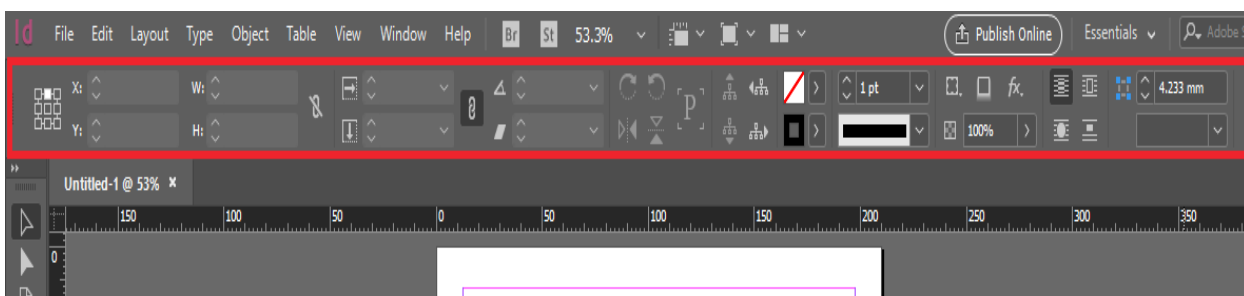 Id File Edit Layout Type Object Table View Window Help Br St 53.3% Publish Online Essentials Adobe S
X: W: 1 pt fx. 4.233 mm
P
Y: H: 100%
Untitled-1 @ 53% ×
150 100 50 0 50 100 150 200 250 300 350
0